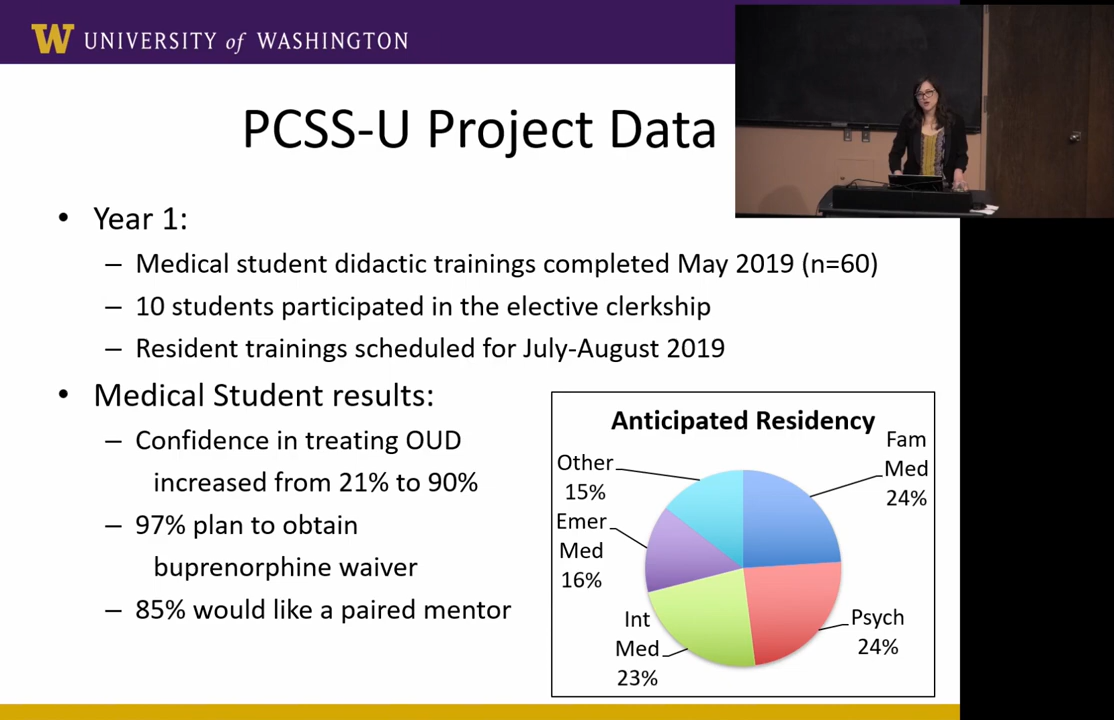 W UNIVERSITY of WASHINGTON
PCSS-U Project Data
• Year 1:
– Medical student didactic trainings completed May 2019 (n=60)
– 10 students participated in the elective clerkship
– Resident trainings scheduled for July-August 2019
• Medical Student results:
– Confidence in treating OUD
increased from 21% to 90%
– 97% plan to obtain
buprenorphine waiver
– 85% would like a paired mentor
Anticipated Residency
Fam
Med
24%
Psych
24%
Int
Med
23%
Emer
Med
16%
Other
15%